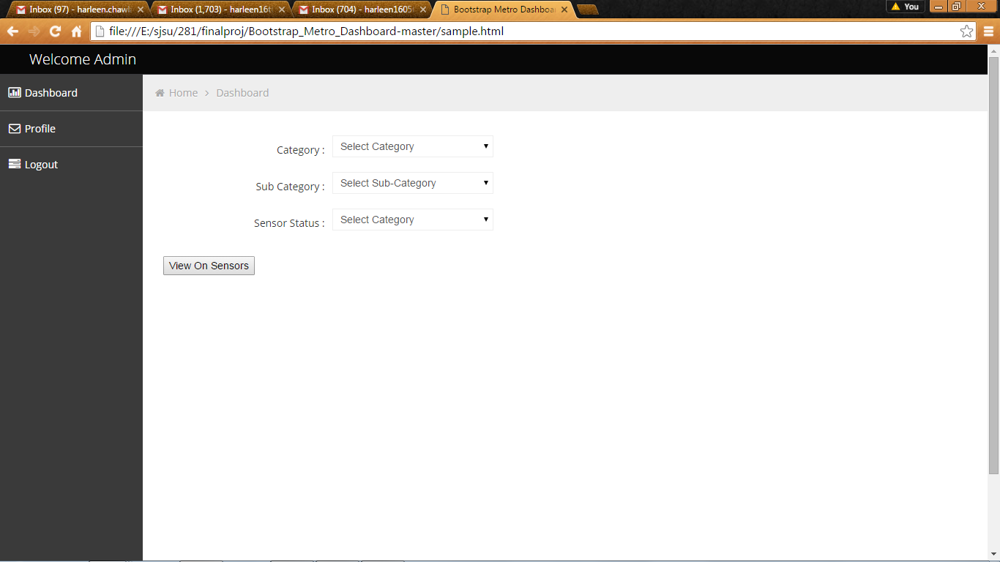 Inbox (97) - harleen.chawl
Inbox (1,703) - harleen16t
Inbox (704) - harleen1605
Bootstrap Metro Dashboa
You
file:///E:/sjsu/281/finalproj/Bootstrap_Metro_Dashboard-master/sample.html
Welcome Admin
Dashboard
Home > Dashboard
Profile
Logout
Category : Select Category
Sub Category : Select Sub-Category
Sensor Status : Select Category
View On Sensors